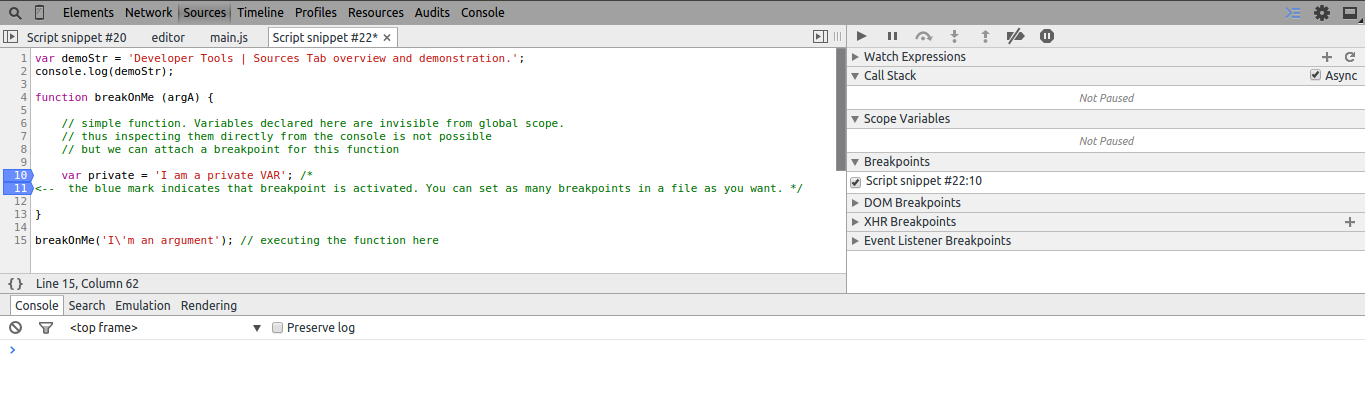 Elements Network Sources Timeline Profiles Resources Audits Console
Script snippet #20 editor main.js Script snippet #22* ×
1 var demoStr = 'Developer Tools | Sources Tab overview and demonstration.';
2 console.log(demoStr);
3
4 function breakOnMe (argA) {
5
6 // simple function. Variables declared here are invisible from global scope.
7 // thus inspecting them directly from the console is not possible
8 // but we can attach a breakpoint for this function
9
10 var private = 'I am a private VAR'; /*
11 <-- the blue mark indicates that breakpoint is activated. You can set as many breakpoints in a file as you want. */
12
13 }
14
15 breakOnMe('I\'m an argument'); // executing the function here
{} Line 15, Column 62
Watch Expressions
Call Stack Async
Not Paused
Scope Variables
Not Paused
Breakpoints
Script snippet #22:10
DOM Breakpoints
XHR Breakpoints
Event Listener Breakpoints
Console Search Emulation Rendering
<top frame> Preserve log
>